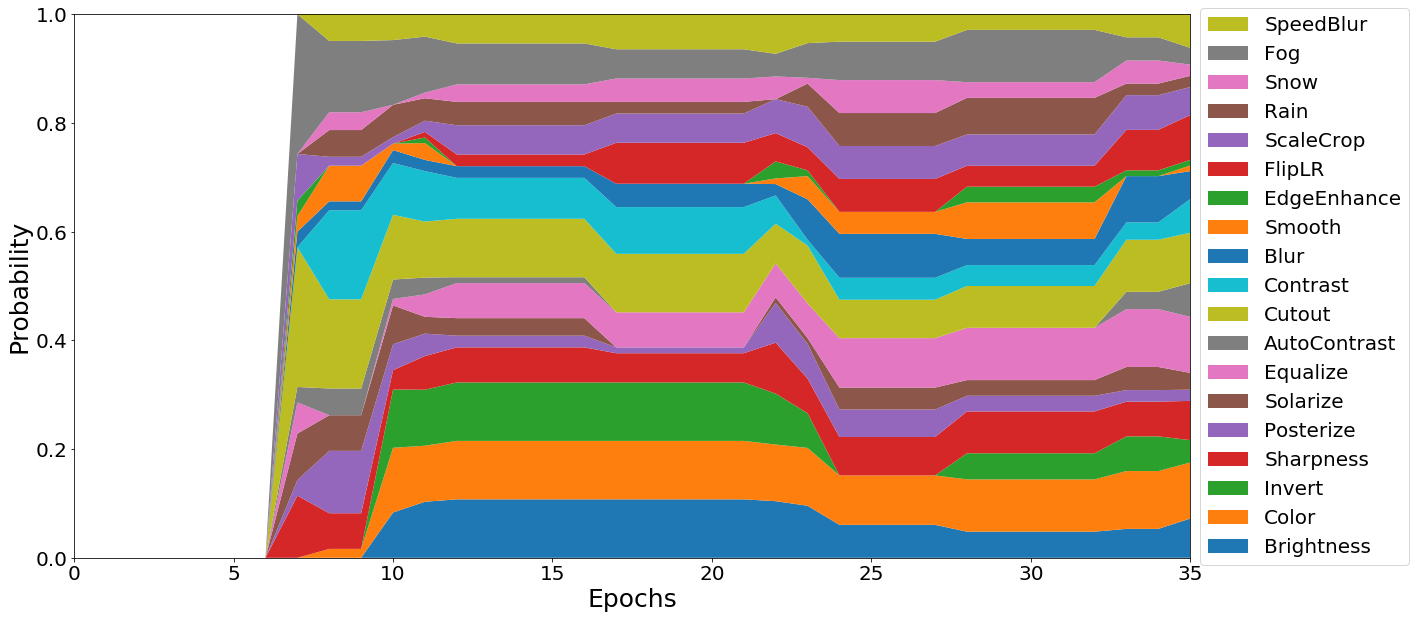 1.0
0.8
0.6
0.4
0.2
0.0
Probability
0 5 10 15 20 25 30 35
Epochs
SpeedBlur
Fog
Snow
Rain
ScaleCrop
FlipLR
EdgeEnhance
Smooth
Blur
Contrast
Cutout
AutoContrast
Equalize
Solarize
Posterize
Sharpness
Invert
Color
Brightness